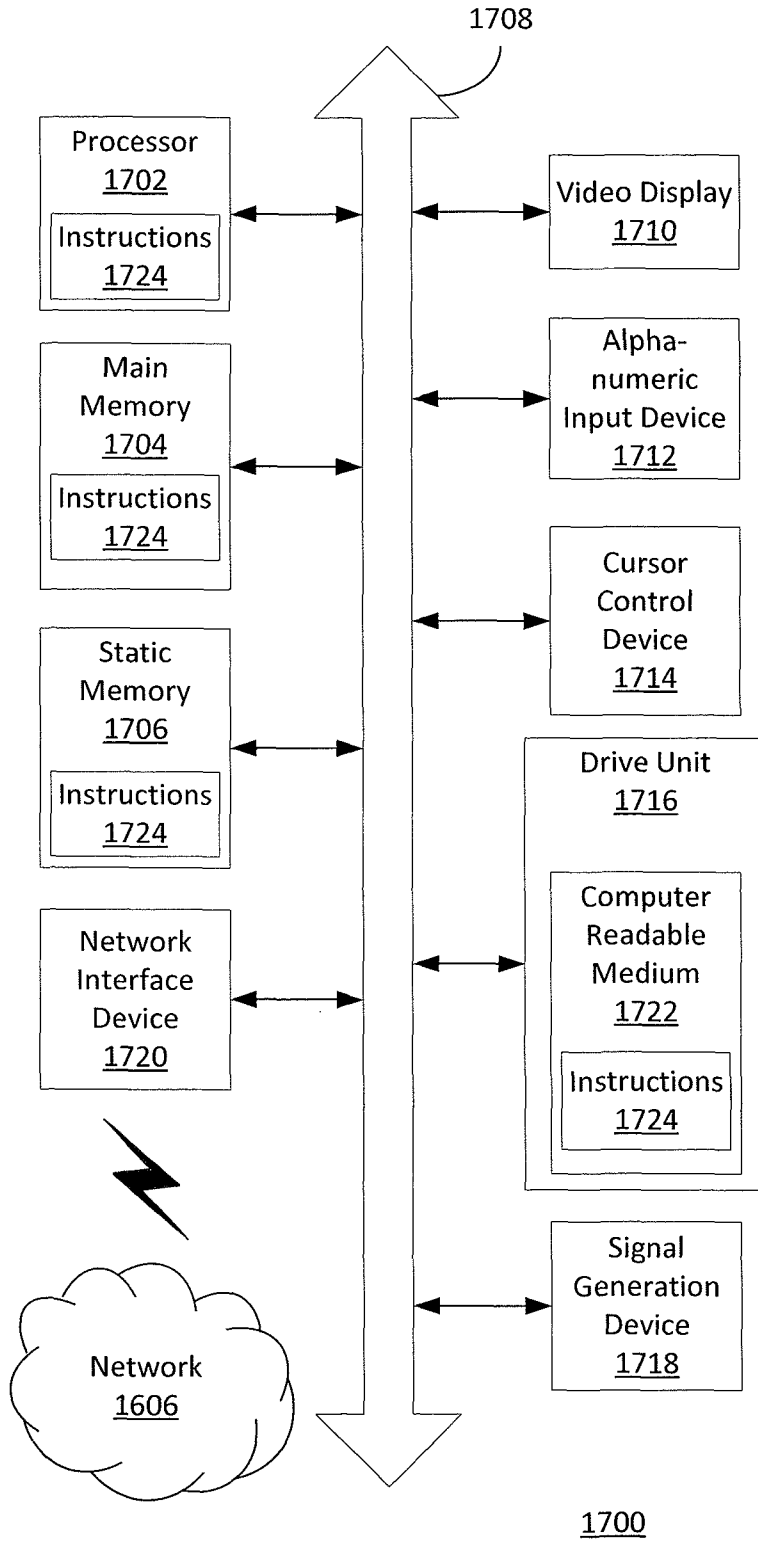 1708
Processor
1702
Instructions
1724
Main
Memory
1704
Instructions
1724
Static
Memory
1706
Instructions
1724
Network
Interface
Device
1720
Network
1606
Video Display
1710
Alpha-
numeric
Input Device
1712
Cursor
Control
Device
1714
Drive Unit
1716
Computer
Readable
Medium
1722
Instructions
1724
Signal
Generation
Device
1718
1700